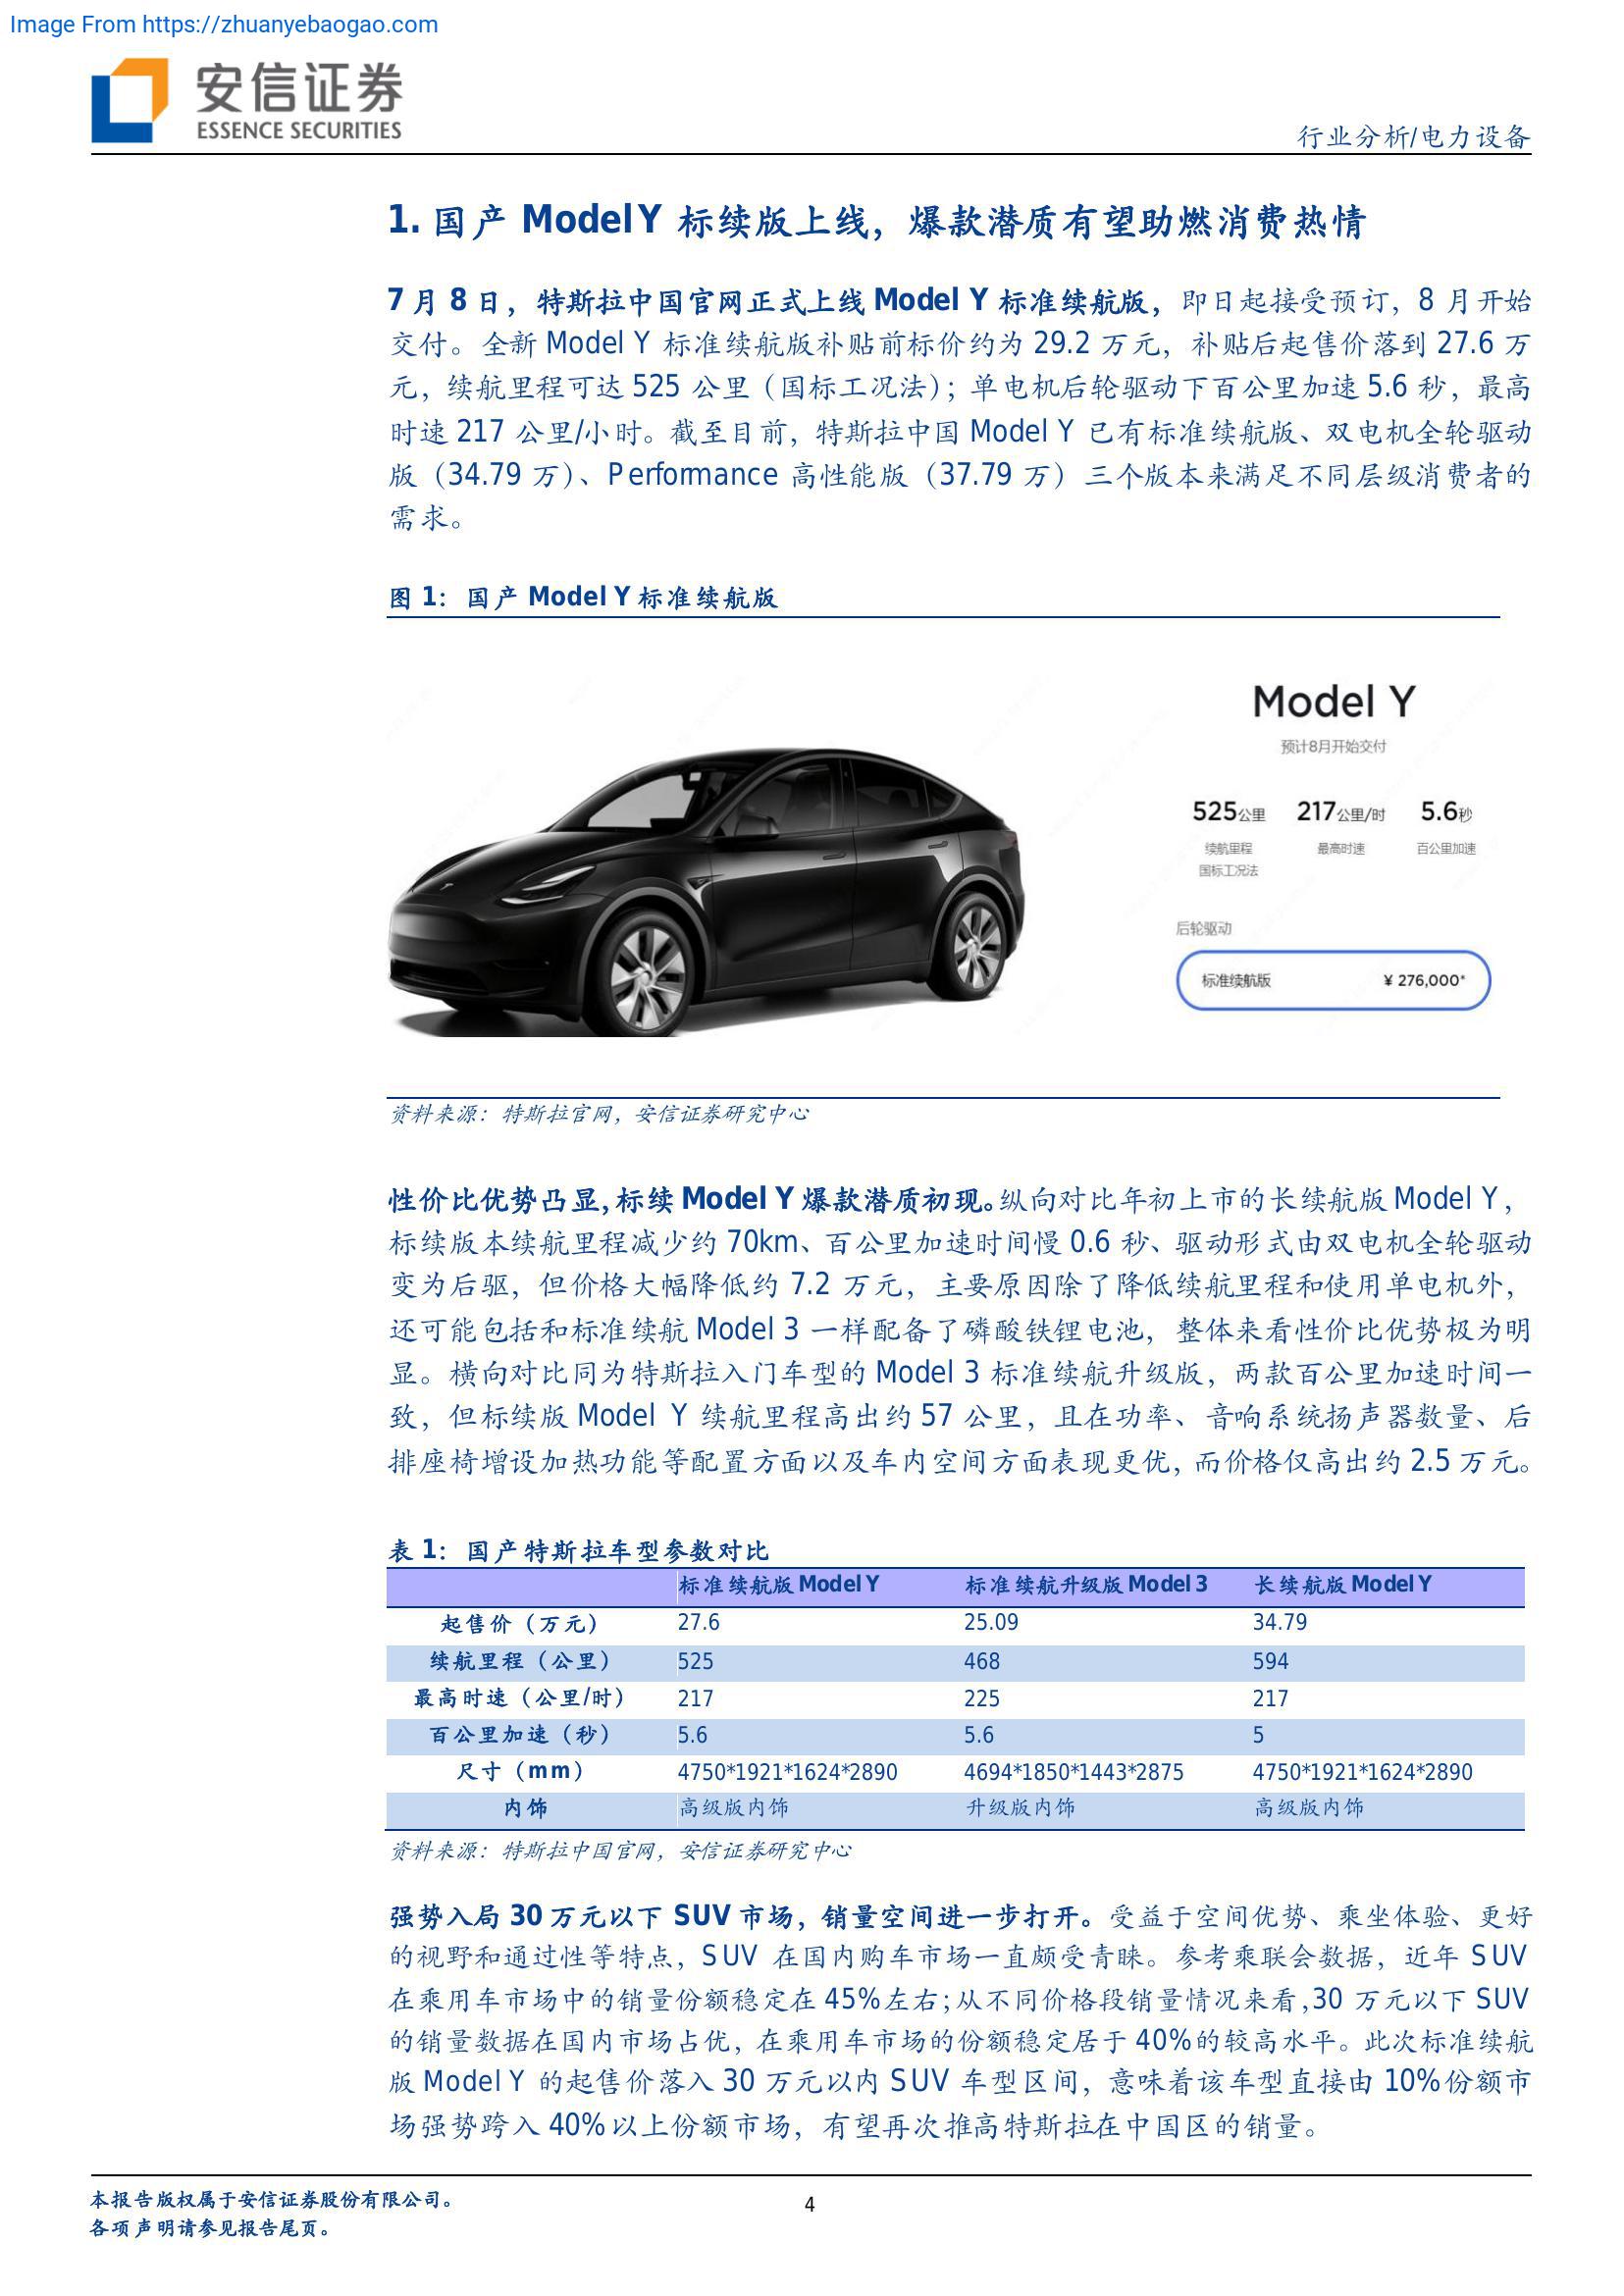 Image From https://zhuanyebaogao.com
安信证券
ESSENCE SECURITIES
行业分析/电力设备
1. 国产 Model Y 标续版上线，爆款潜质有望助燃消费热情
7 月 8 日，特斯拉中国官网正式上线 Model Y 标准续航版，即日起接受预订，8 月开始
交付。全新 Model Y 标准续航版补贴前标价约为 29.2 万元，补贴后起售价落到 27.6 万
元，续航里程可达 525 公里（国标工况法）；单电机后轮驱动下百公里加速 5.6 秒，最高
时速 217 公里/小时。截至目前，特斯拉中国 Model Y 已有标准续航版、双电机全轮驱动
版（34.79 万）、Performance 高性能版（37.79 万）三个版本来满足不同层级消费者的
需求。
图 1：国产 Model Y 标准续航版
Model Y
预计8月开始交付
525公里 217公里/时 5.6秒
续航里程 最高时速 百公里加速
国标工况法
后轮驱动
标准续航版 ¥ 276,000*
资料来源：特斯拉官网，安信证券研究中心
性价比优势凸显，标续 Model Y 爆款潜质初现。纵向对比年初上市的长续航版 Model Y，
标续版本续航里程减少约 70km、百公里加速时间慢 0.6 秒、驱动形式由双电机全轮驱动
变为后驱，但价格大幅降低约 7.2 万元，主要原因除了降低续航里程和使用单电机外，
还可能包括和标准续航 Model 3 一样配备了磷酸铁锂电池，整体来看性价比优势极为明
显。横向对比同为特斯拉入门车型的 Model 3 标准续航升级版，两款百公里加速时间一
致，但标续版 Model Y 续航里程高出约 57 公里，且在功率、音响系统扬声器数量、后
排座椅增设加热功能等配置方面以及车内空间方面表现更优，而价格仅高出约 2.5 万元。
表 1：国产特斯拉车型参数对比
标准续航版 Model Y 标准续航升级版 Model 3 长续航版 Model Y
起售价（万元） 27.6 25.09 34.79
续航里程（公里） 525 468 594
最高时速（公里/时） 217 225 217
百公里加速（秒） 5.6 5.6 5
尺寸（mm） 4750*1921*1624*2890 4694*1850*1443*2875 4750*1921*1624*2890
内饰 高级版内饰 升级版内饰 高级版内饰
资料来源：特斯拉中国官网，安信证券研究中心
强势入局 30 万元以下 SUV 市场，销量空间进一步打开。受益于空间优势、乘坐体验、更好
的视野和通过性等特点，SUV 在国内购车市场一直颇受青睐。参考乘联会数据，近年 SUV
在乘用车市场中的销量份额稳定在 45%左右；从不同价格段销量情况来看，30 万元以下 SUV
的销量数据在国内市场占优，在乘用车市场的份额稳定居于 40%的较高水平。此次标准续航
版 Model Y 的起售价落入 30 万元以内 SUV 车型区间，意味着该车型直接由 10%份额市
场强势跨入 40%以上份额市场，有望再次推高特斯拉在中国区的销量。
本报告版权属于安信证券股份有限公司。
4
各项声明请参见报告尾页。